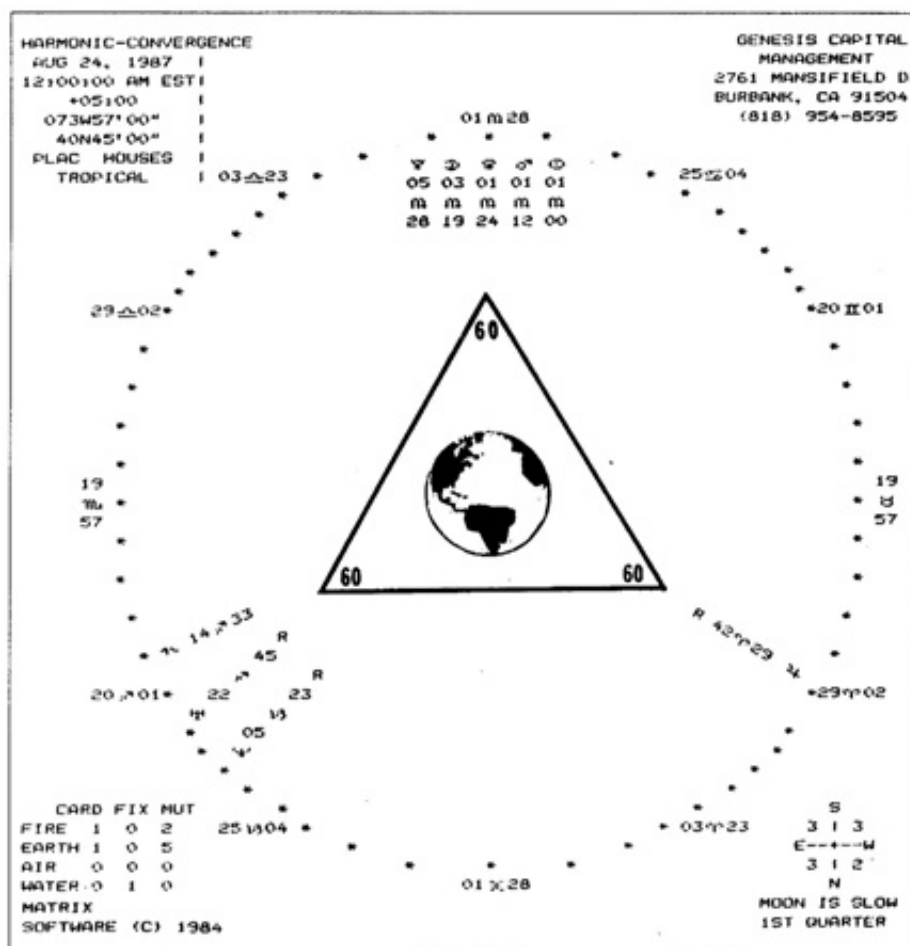 HARMONIC-CONVERGENCE
AUG 24, 1987 |
12:00:00 AM EST|
+05:00 |
073W57'00" |
40N45'00" |
PLAC HOUSES |
TROPICAL |
GENESIS CAPITAL
MANAGEMENT
2761 MANSIFIELD D
BURBANK, CA 91504
(818) 954-8595
01♍28
03♎23
25♋04
☿ ☽ ♀ ♂ ☉
05 03 01 01 01
♍ ♍ ♍ ♍ ♍
28 19 24 12 00
29♎02
20♊01
60
19
♏
57
19
♉
57
60
60
♄ 14♐33
♅ 22♐45 R
♆ 05♑23 R
R 42♈29 ♃
20♐01
29♈02
25♑04
03♈23
01♓28
CARD FIX MUT
FIRE 1 0 2
EARTH 1 0 5
AIR 0 0 0
WATER 0 1 0
MATRIX
SOFTWARE (C) 1984
S
3 | 3
E--+--W
3 | 2
N
MOON IS SLOW
1ST QUARTER